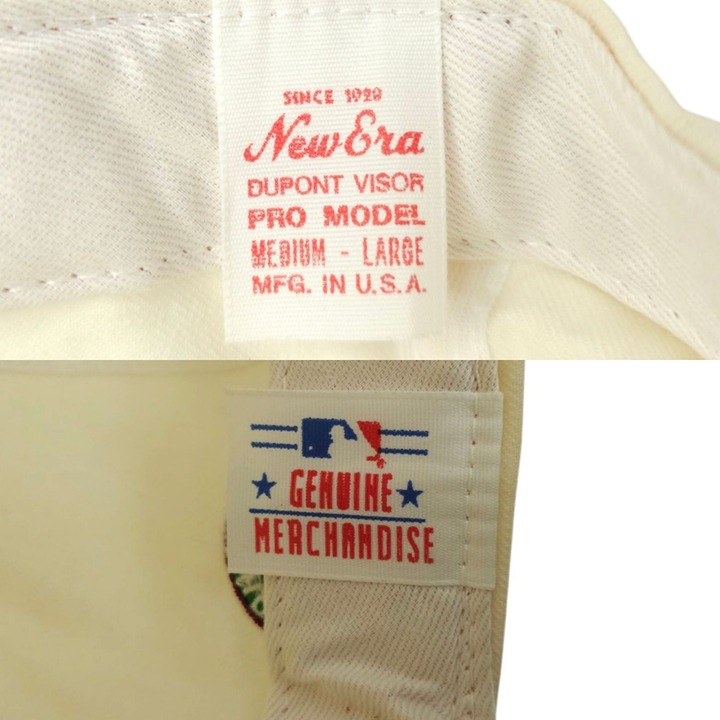 SINCE 1920
New Era
DUPONT VISOR
PRO MODEL
MEDIUM - LARGE
MFG. IN U.S.A.
GENUINE
MERCHANDISE